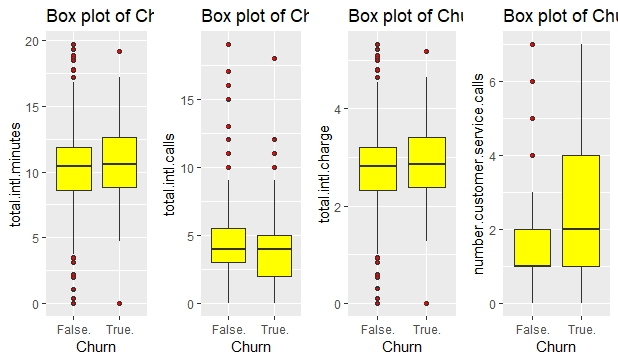 Box plot of Ch
total.intl.minutes
20
15
10
5
0
False. True.
Churn
Box plot of Ch
total.intl.calls
15
10
5
0
False. True.
Churn
Box plot of Chu
total.intl.charge
4
2
0
False. True.
Churn
Box plot of Chu
number.customer.service.calls
6
4
2
0
False. True.
Churn